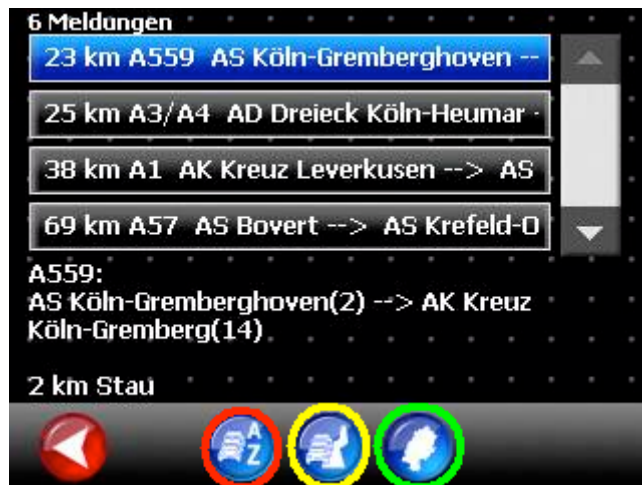 6 Meldungen
23 km A559 AS Köln-Gremberghoven --
25 km A3/A4 AD Dreieck Köln-Heumar -
38 km A1 AK Kreuz Leverkusen --> AS
69 km A57 AS Bovert --> AS Krefeld-O
A559:
AS Köln-Gremberghoven(2) --> AK Kreuz
Köln-Gremberg(14)
2 km Stau
A
Z